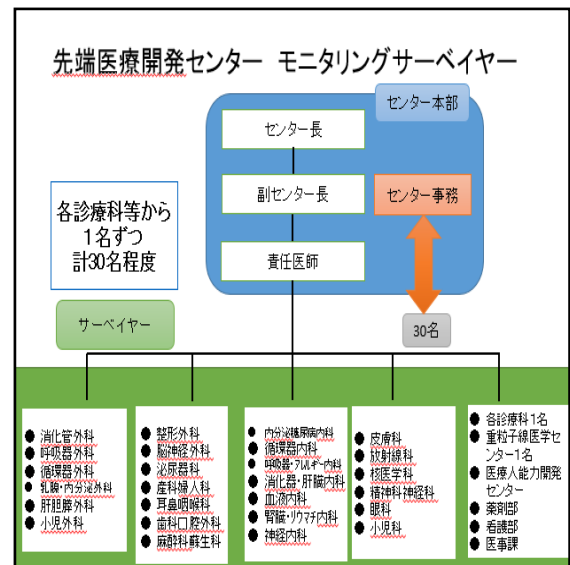 先端医療開発センター モニタリングサーベイヤー
センター本部
センター長
副センター長
センター事務
責任医師
各診療科等から
1名ずつ
計30名程度
サーベイヤー
30名
● 消化管外科
● 呼吸器外科
● 循環器外科
● 乳腺・内分泌外科
● 肝胆膵外科
● 小児外科
● 整形外科
● 脳神経外科
● 泌尿器科
● 産科婦人科
● 耳鼻咽喉科
● 歯科口腔外科
● 麻酔科蘇生科
● 内分泌糖尿病内科
● 循環器内科
● 呼吸器・アレルギー内科
● 消化器・肝臓内科
● 血液内科
● 腎臓・リウマチ内科
● 神経内科
● 皮膚科
● 放射線科
● 核医学科
● 精神科神経科
● 眼科
● 小児科
● 各診療科1名
● 重粒子線医学セ
ンター1名
● 医療人能力開発
センター
● 薬剤部
● 看護部
● 医事課